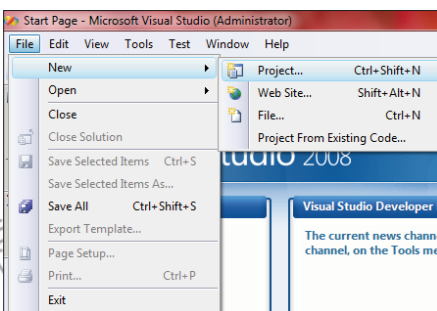 Start Page - Microsoft Visual Studio (Administrator)
File Edit View Tools Test Window Help
New
Open
Close
Close Solution
Save Selected Items Ctrl+S
Save Selected Items As...
Save All Ctrl+Shift+S
Export Template...
Page Setup...
Print... Ctrl+P
Exit
Project... Ctrl+Shift+N
Web Site... Shift+Alt+N
File... Ctrl+N
Project From Existing Code...
2008
Visual Studio Developer
The current news chann
channel, on the Tools me